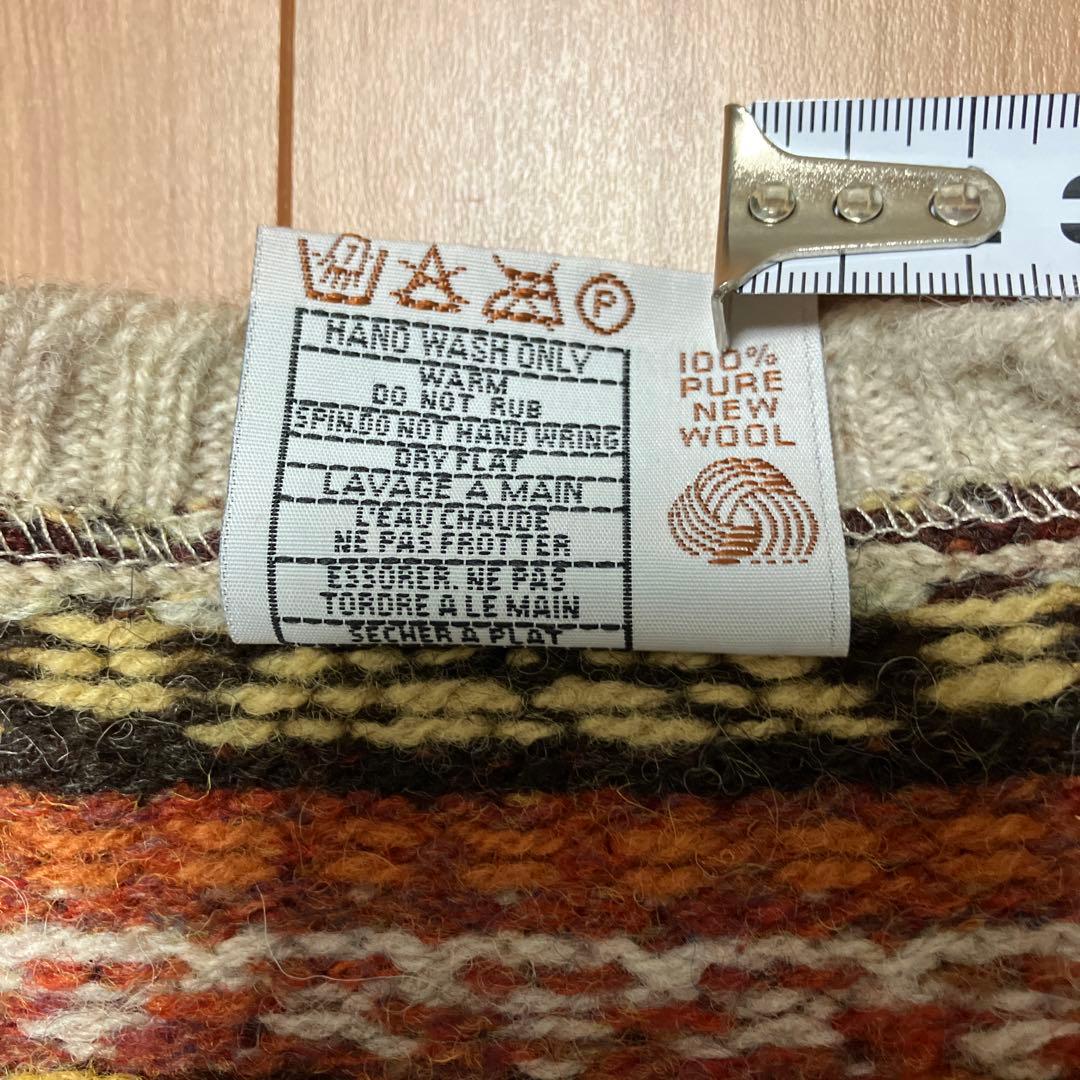 P
HAND WASH ONLY
WARM
DO NOT RUB
SPIN.DO NOT HAND WRING
DRY FLAT
LAVAGE A MAIN
L'EAU CHAUDE
NE PAS FROTTER
ESSORER. NE PAS
TORDRE A LE MAIN
SECHER A PLAT
100%
PURE
NEW
WOOL